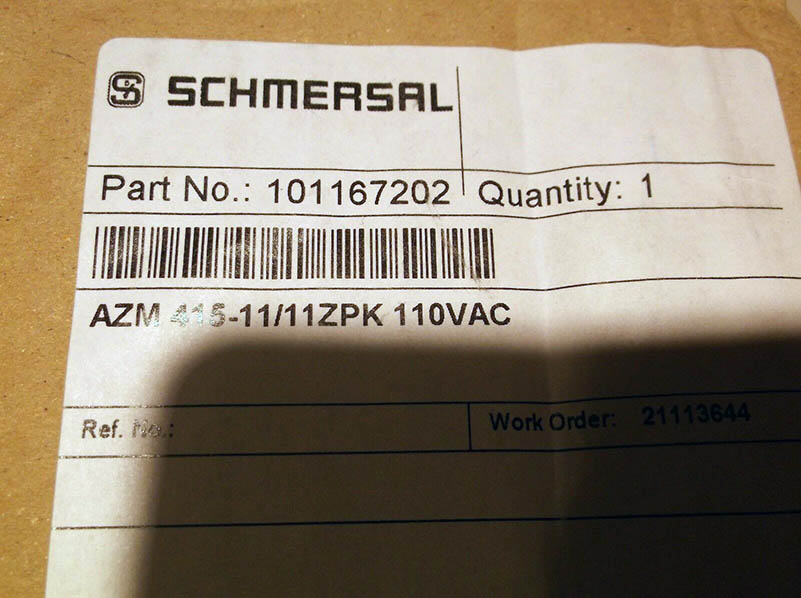 SCHMERSAL
Part No.: 101167202 Quantity: 1
AZM 415-11/11ZPK 110VAC
Ref. No.: Work Order: 21113644